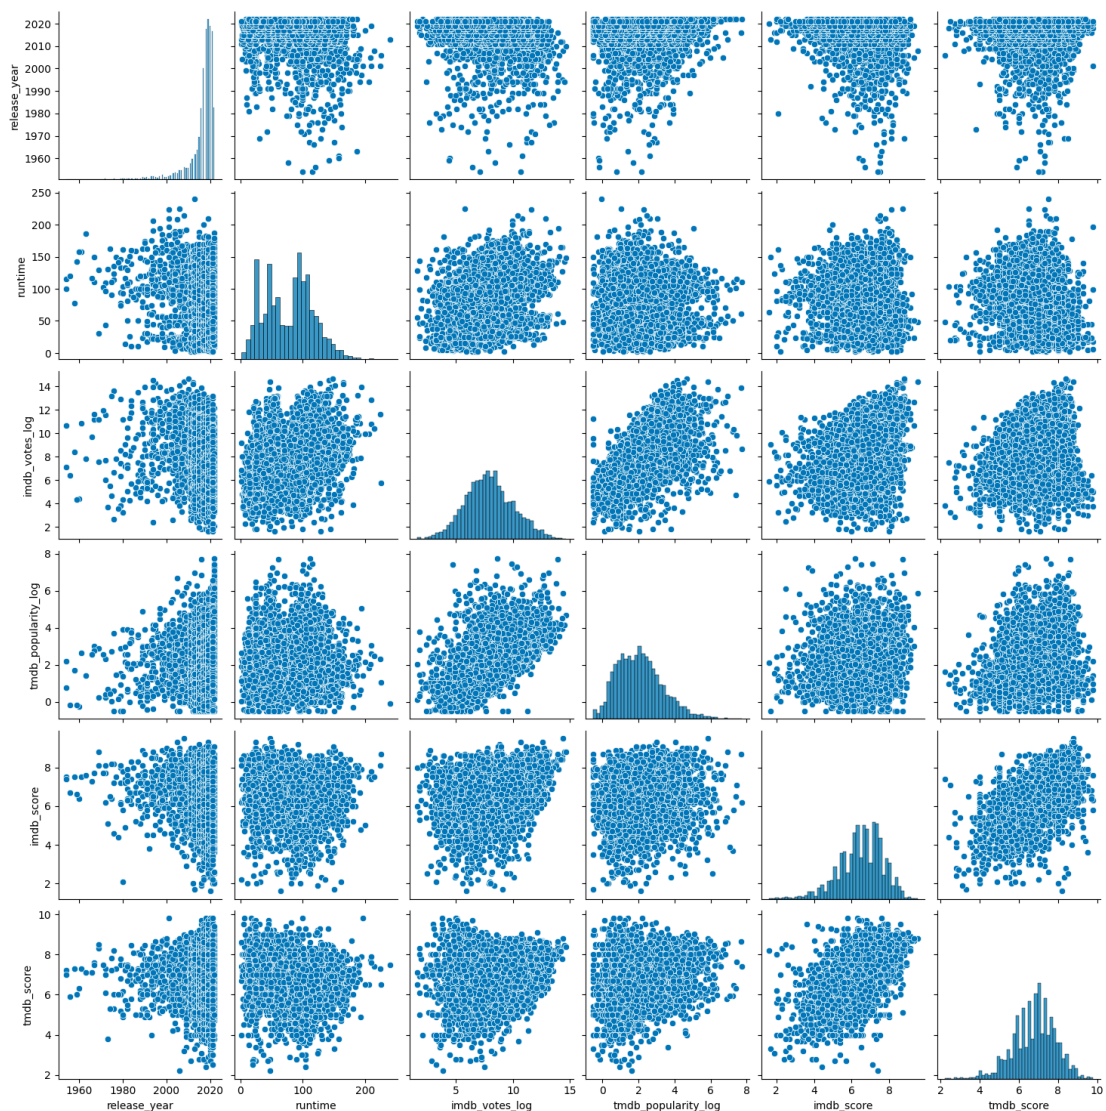 2020
2010
2000
1990
1980
1970
1960
release_year
250
200
150
100
50
0
runtime
14
12
10
8
6
4
2
imdb_votes_log
8
6
4
2
0
tmdb_popularity_log
8
6
4
2
imdb_score
10
8
6
4
2
tmdb_score
1960 1980 2000 2020
release_year
0 100 200
runtime
5 10 15
imdb_votes_log
0 2 4 6 8
tmdb_popularity_log
2 4 6 8
imdb_score
2 4 6 8 10
tmdb_score